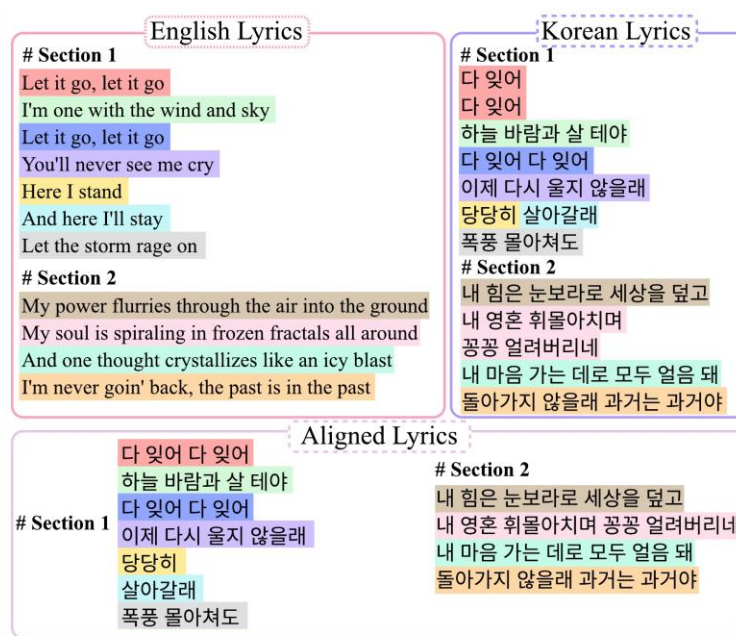 English Lyrics
# Section 1
Let it go, let it go
I'm one with the wind and sky
Let it go, let it go
You'll never see me cry
Here I stand
And here I'll stay
Let the storm rage on
# Section 2
My power flurries through the air into the ground
My soul is spiraling in frozen fractals all around
And one thought crystallizes like an icy blast
I'm never goin' back, the past is in the past
Korean Lyrics
# Section 1
다 잊어
다 잊어
하늘 바람과 살 테야
다 잊어 다 잊어
이제 다시 울지 않을래
당당히 살아갈래
폭풍 몰아쳐도
# Section 2
내 힘은 눈보라로 세상을 덮고
내 영혼 휘몰아치며
꽁꽁 얼려버리네
내 마음 가는 데로 모두 얼음 돼
돌아가지 않을래 과거는 과거야
Aligned Lyrics
# Section 1
다 잊어 다 잊어
하늘 바람과 살 테야
다 잊어 다 잊어
이제 다시 울지 않을래
당당히
살아갈래
폭풍 몰아쳐도
# Section 2
내 힘은 눈보라로 세상을 덮고
내 영혼 휘몰아치며 꽁꽁 얼려버리네
내 마음 가는 데로 모두 얼음 돼
돌아가지 않을래 과거는 과거야